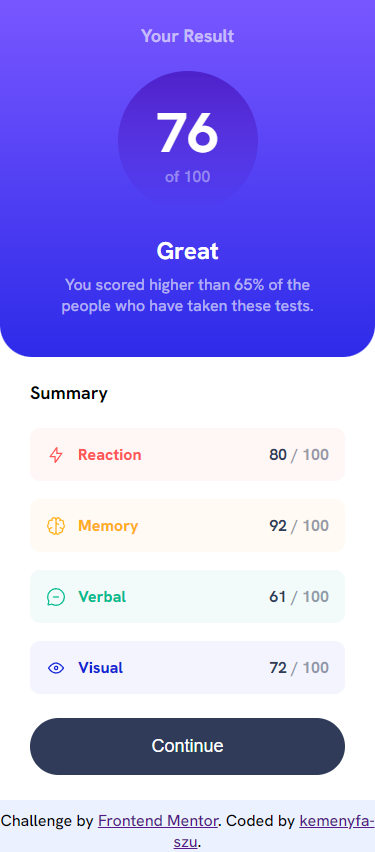 Your Result
76
of 100
Great
You scored higher than 65% of the
people who have taken these tests.
Summary
Reaction 80 / 100
Memory 92 / 100
Verbal 61 / 100
Visual 72 / 100
Continue
Challenge by Frontend Mentor. Coded by kemenyfa-
szu.